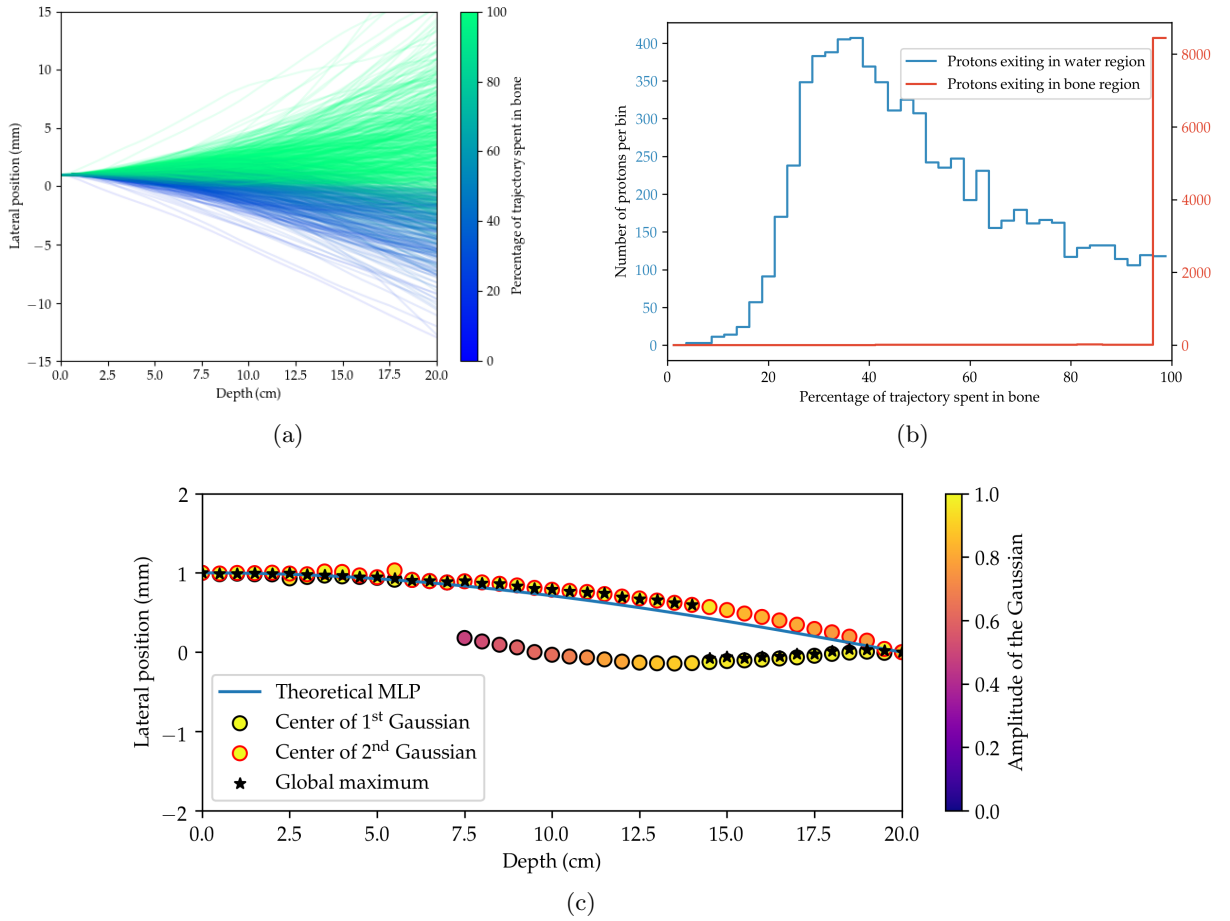 15
10
5
0
−5
−10
−15
0.0 2.5 5.0 7.5 10.0 12.5 15.0 17.5 20.0
Depth (cm)
Lateral position (mm)
100
80
60
40
20
0
Percentage of trajectory spent in bone
(a)
400
350
300
250
200
150
100
50
0
Number of protons per bin
Protons exiting in water region
Protons exiting in bone region
8000
6000
4000
2000
0
0 20 40 60 80 100
Percentage of trajectory spent in bone
(b)
2
1
0
−1
−2
Lateral position (mm)
Theoretical MLP
Center of 1st Gaussian
Center of 2nd Gaussian
Global maximum
0.0 2.5 5.0 7.5 10.0 12.5 15.0 17.5 20.0
Depth (cm)
1.0
0.8
0.6
0.4
0.2
0.0
Amplitude of the Gaussian
(c)